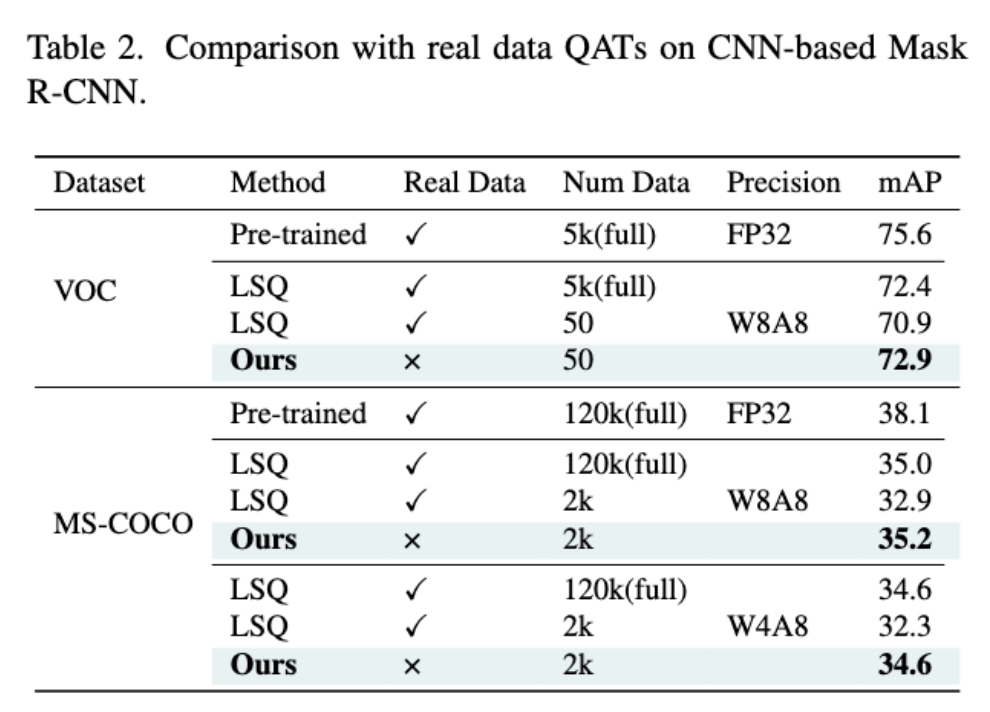 Table 2. Comparison with real data QATs on CNN-based Mask
R-CNN.
Dataset Method Real Data Num Data Precision mAP
Pre-trained ✓ 5k(full) FP32 75.6
VOC LSQ ✓ 5k(full) 72.4
LSQ ✓ 50 W8A8 70.9
Ours × 50 72.9
Pre-trained ✓ 120k(full) FP32 38.1
LSQ ✓ 120k(full) 35.0
LSQ ✓ 2k W8A8 32.9
MS-COCO Ours × 2k 35.2
LSQ ✓ 120k(full) 34.6
LSQ ✓ 2k W4A8 32.3
Ours × 2k 34.6